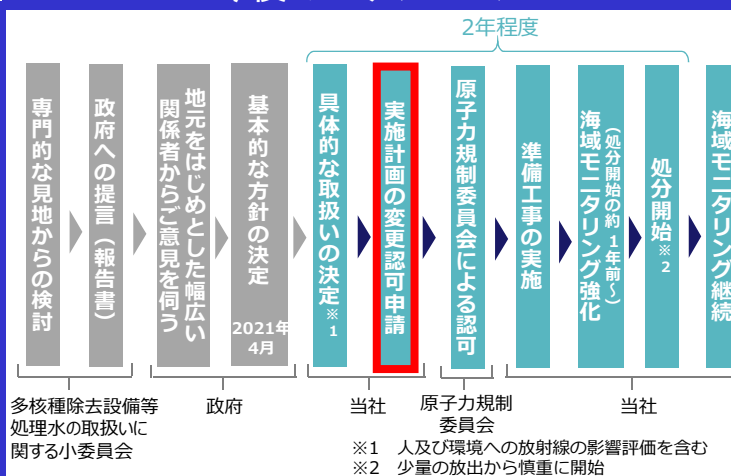 2年程度
専門的な見地からの検討
政府への提言（報告書）
地元をはじめとした幅広い
関係者からご意見を伺う
基本的な方針の決定
2021年
4月
具体的な取扱いの決定※1
実施計画の変更認可申請
原子力規制委員会による認可
準備工事の実施
（処分開始の約1年前～）
海域モニタリング強化
処分開始※2
海域モニタリング継続
多核種除去設備等
処理水の取扱いに
関する小委員会
政府
当社
原子力規制
委員会
当社
※1 人及び環境への放射線の影響評価を含む
※2 少量の放出から慎重に開始